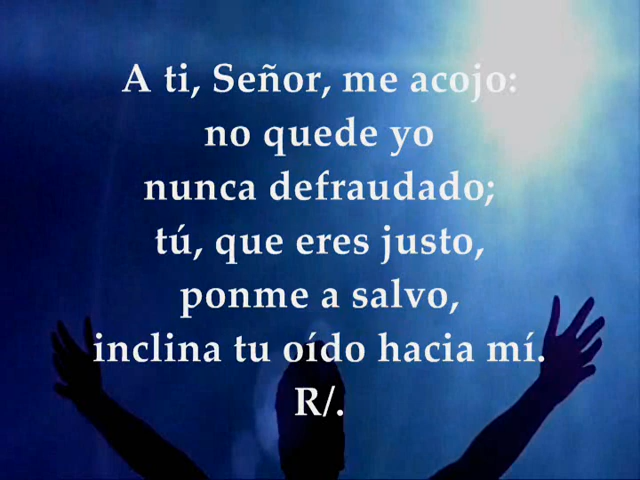 A ti, Señor, me acojo:
no quede yo
nunca defraudado;
tú, que eres justo,
ponme a salvo,
inclina tu oído hacia mí.
R/.